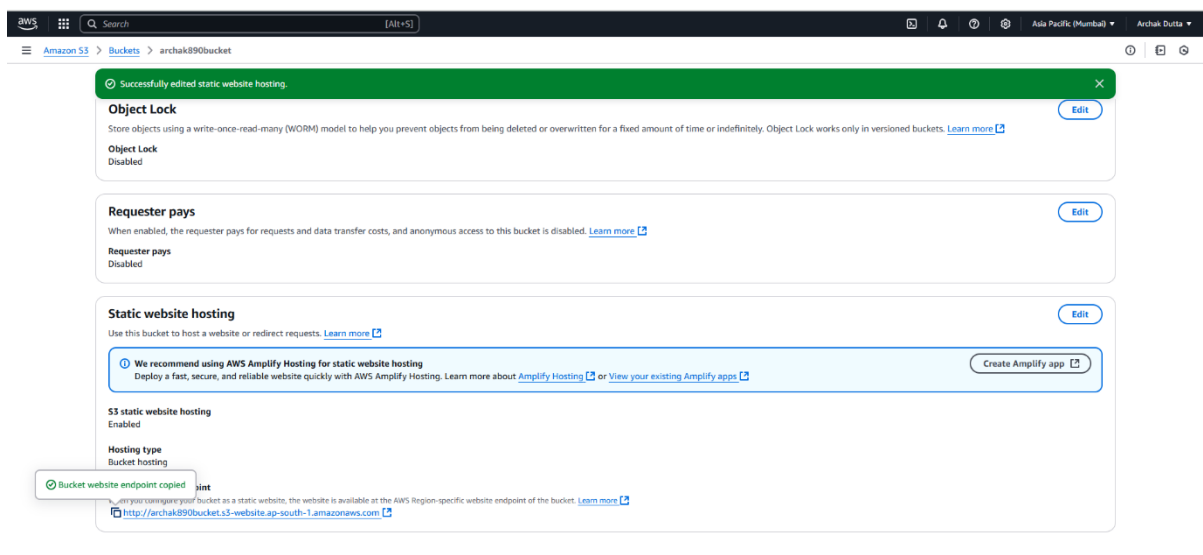 aws
Search
[Alt+S]
Asia Pacific (Mumbai)
Archak Dutta
Amazon S3 > Buckets > archak890bucket
Successfully edited static website hosting.
Object Lock
Edit
Store objects using a write-once-read-many (WORM) model to help you prevent objects from being deleted or overwritten for a fixed amount of time or indefinitely. Object Lock works only in versioned buckets. Learn more
Object Lock
Disabled
Requester pays
Edit
When enabled, the requester pays for requests and data transfer costs, and anonymous access to this bucket is disabled. Learn more
Requester pays
Disabled
Static website hosting
Edit
Use this bucket to host a website or redirect requests. Learn more
We recommend using AWS Amplify Hosting for static website hosting
Create Amplify app
Deploy a fast, secure, and reliable website quickly with AWS Amplify Hosting. Learn more about Amplify Hosting or View your existing Amplify apps
S3 static website hosting
Enabled
Hosting type
Bucket hosting
Bucket website endpoint copied
you configure your bucket as a static website, the website is available at the AWS Region-specific website endpoint of the bucket. Learn more
http://archak890bucket.s3-website.ap-south-1.amazonaws.com